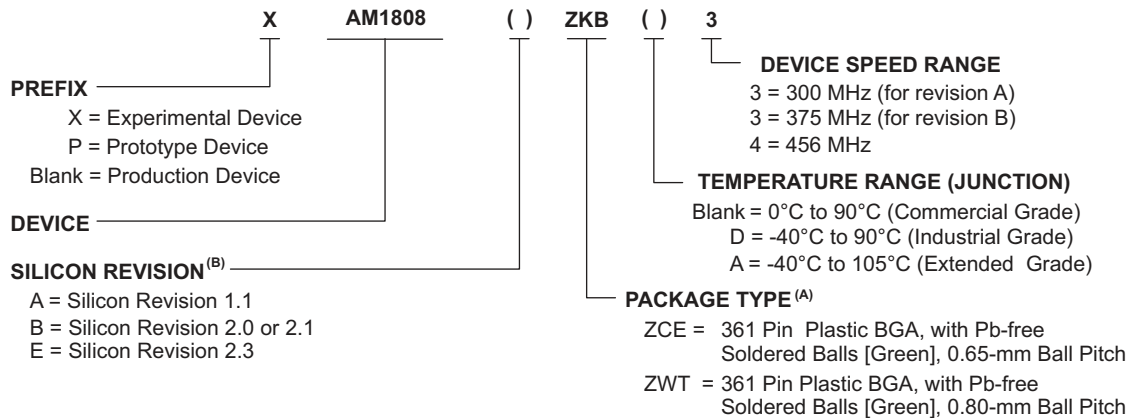 X AM1808 ( ) ZKB ( ) 3
PREFIX
X = Experimental Device
P = Prototype Device
Blank = Production Device
DEVICE
SILICON REVISION (B)
A = Silicon Revision 1.1
B = Silicon Revision 2.0 or 2.1
E = Silicon Revision 2.3
DEVICE SPEED RANGE
3 = 300 MHz (for revision A)
3 = 375 MHz (for revision B)
4 = 456 MHz
TEMPERATURE RANGE (JUNCTION)
Blank = 0°C to 90°C (Commercial Grade)
D = -40°C to 90°C (Industrial Grade)
A = -40°C to 105°C (Extended Grade)
PACKAGE TYPE (A)
ZCE = 361 Pin Plastic BGA, with Pb-free
Soldered Balls [Green], 0.65-mm Ball Pitch
ZWT = 361 Pin Plastic BGA, with Pb-free
Soldered Balls [Green], 0.80-mm Ball Pitch